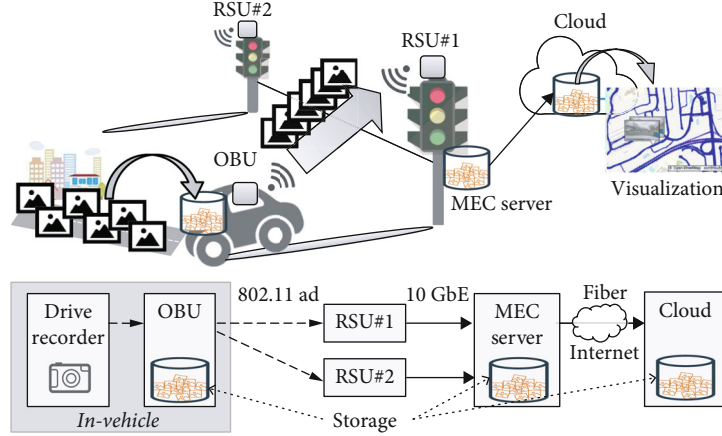 RSU#2
RSU#1
Cloud
OBU
MEC server
Visualization
Drive
recorder
OBU
802.11 ad
RSU#1
RSU#2
10 GbE
MEC
server
Fiber
Internet
Cloud
In-vehicle
Storage